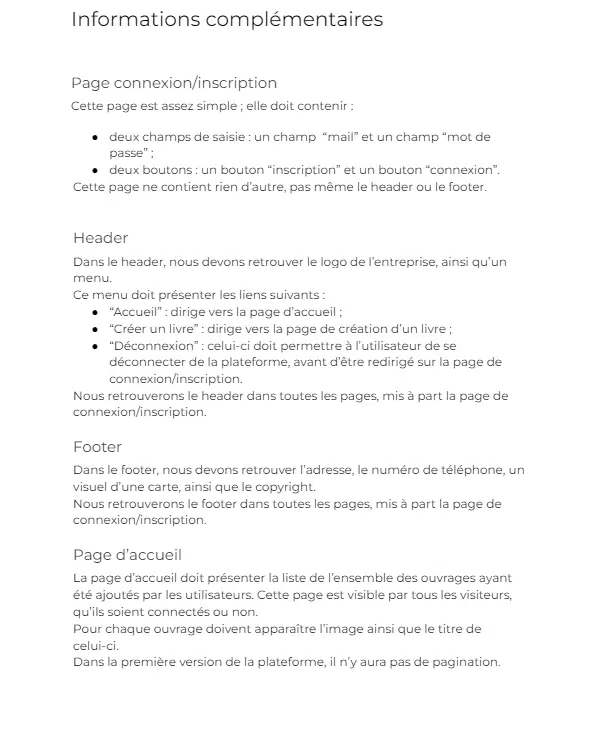 Informations complémentaires
Page connexion/inscription
Cette page est assez simple ; elle doit contenir :
● deux champs de saisie : un champ “mail” et un champ “mot de
passe” ;
● deux boutons : un bouton “inscription” et un bouton “connexion”.
Cette page ne contient rien d’autre, pas même le header ou le footer.
Header
Dans le header, nous devons retrouver le logo de l’entreprise, ainsi qu’un
menu.
Ce menu doit présenter les liens suivants :
● “Accueil” : dirige vers la page d’accueil ;
● “Créer un livre” : dirige vers la page de création d’un livre ;
● “Déconnexion” : celui-ci doit permettre à l’utilisateur de se
déconnecter de la plateforme, avant d’être redirigé sur la page de
connexion/inscription.
Nous retrouverons le header dans toutes les pages, mis à part la page de
connexion/inscription.
Footer
Dans le footer, nous devons retrouver l’adresse, le numéro de téléphone, un
visuel d’une carte, ainsi que le copyright.
Nous retrouverons le footer dans toutes les pages, mis à part la page de
connexion/inscription.
Page d’accueil
La page d’accueil doit présenter la liste de l’ensemble des ouvrages ayant
été ajoutés par les utilisateurs. Cette page est visible par tous les visiteurs,
qu’ils soient connectés ou non.
Pour chaque ouvrage doivent apparaître l’image ainsi que le titre de
celui-ci.
Dans la première version de la plateforme, il n’y aura pas de pagination.